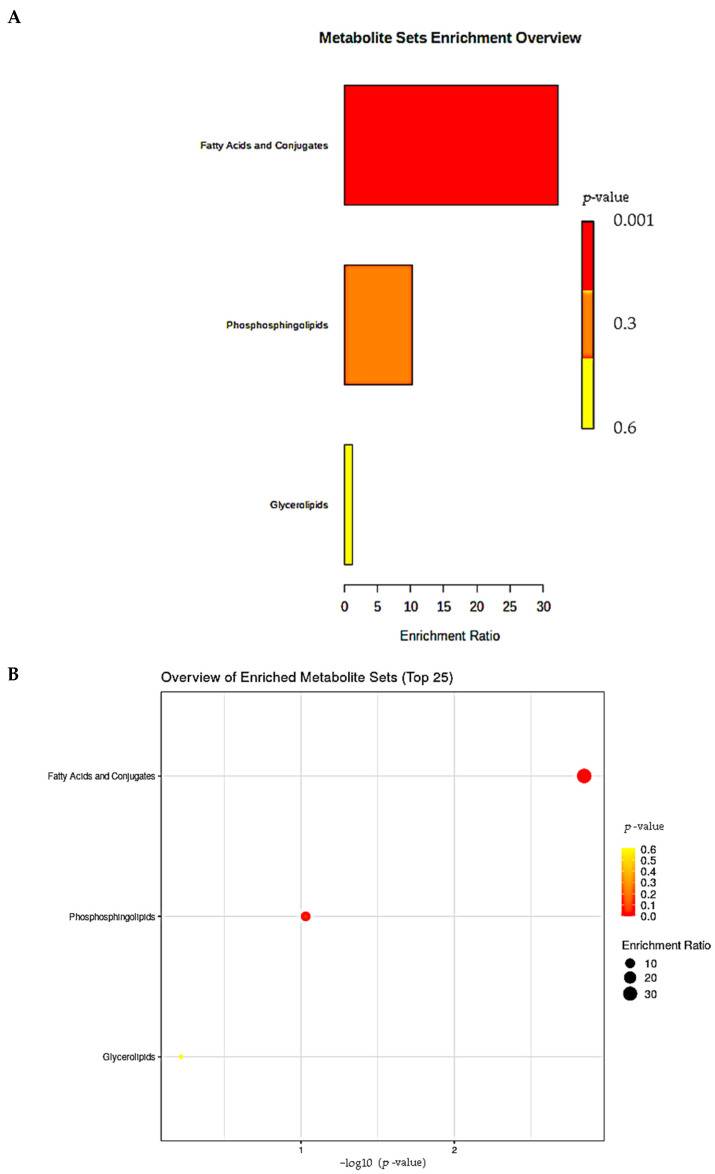 A
Metabolite Sets Enrichment Overview
Fatty Acids and Conjugates
Phosphosphingolipids
Glycerolipids
p-value
0.001
0.3
0.6
0 5 10 15 20 25 30
Enrichment Ratio
B
Overview of Enriched Metabolite Sets (Top 25)
Fatty Acids and Conjugates
Phosphosphingolipids
Glycerolipids
1 2
−log10 (p-value)
p-value
0.6
0.5
0.4
0.3
0.2
0.1
0.0
Enrichment Ratio
10
20
30